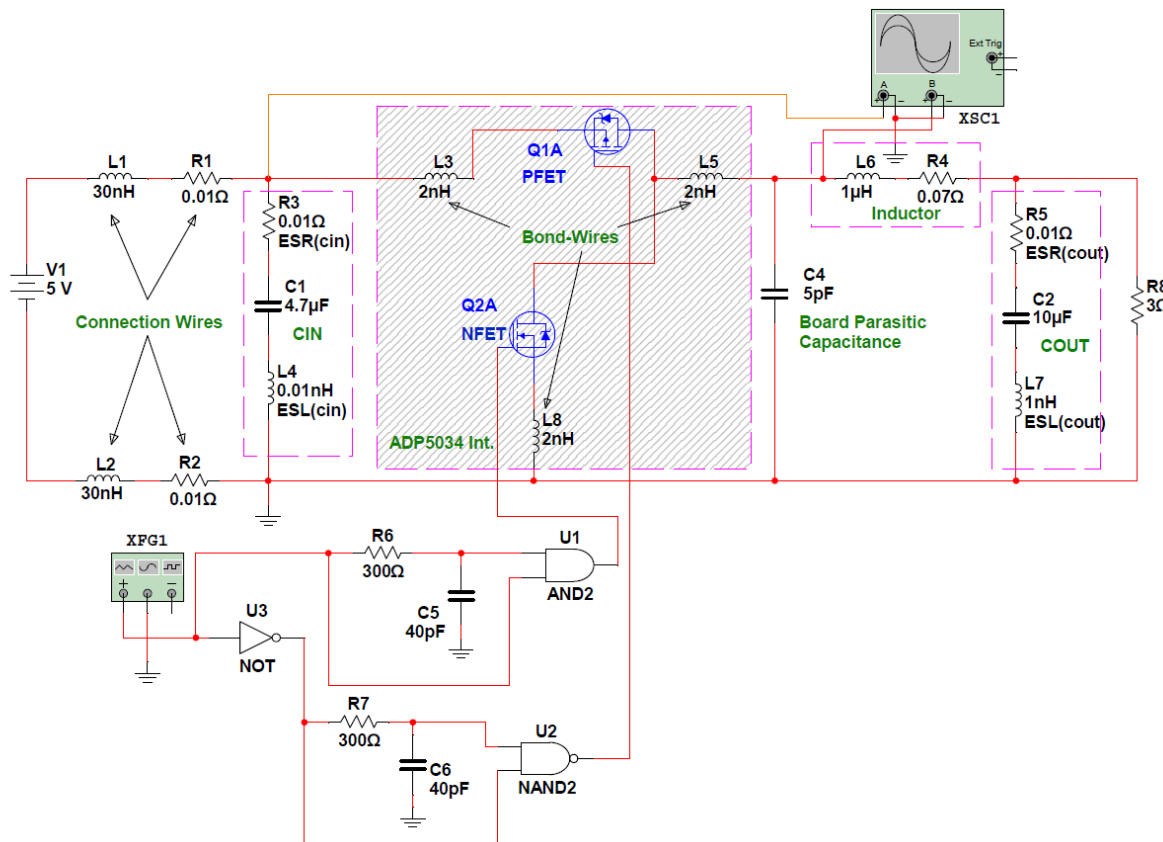 Ext Trig
+
−
A
B
+ − + −
XSC1
L1
30nH
R1
0.01Ω
L3
2nH
Q1A
PFET
L5
2nH
L6
1µH
R4
0.07Ω
Inductor
R3
0.01Ω
ESR(cin)
Bond-Wires
R5
0.01Ω
ESR(cout)
V1
5 V
C1
4.7µF
CIN
Q2A
NFET
C4
5pF
C2
10µF
COUT
R8
3Ω
Connection Wires
Board Parasitic
Capacitance
L4
0.01nH
ESL(cin)
L7
1nH
ESL(cout)
L8
2nH
ADP5034 Int.
L2
30nH
R2
0.01Ω
XFG1
+ −
R6
300Ω
U1
AND2
C5
40pF
U3
NOT
R7
300Ω
U2
NAND2
C6
40pF